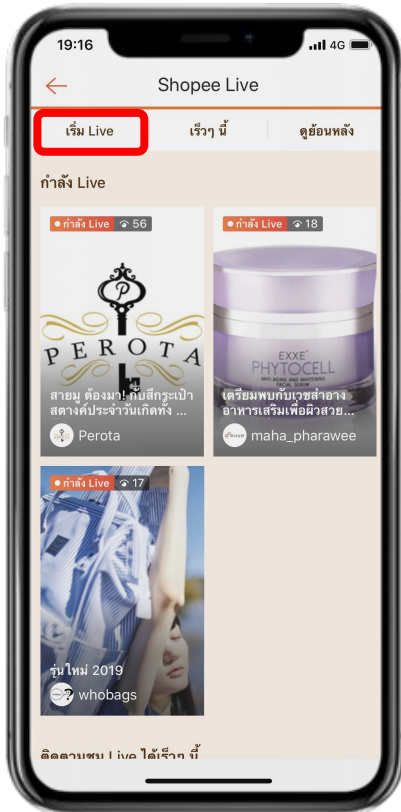 19:16
4G
Shopee Live
เริ่ม Live
เร็วๆ นี้
ดูย้อนหลัง
กำลัง Live
กำลัง Live 56
PEROTA
สายมู ต้องมา! กับสีกระเป๋า
สตางค์ประจำวันเกิดทั้ง ...
Perota
กำลัง Live 18
EXXE'
PHYTOCELL
ANTI AGING AND WHITENING
FACIAL SERUM
เตรียมพบกับเวชสำอาง
อาหารเสริมเพื่อผิวสวย...
maha_pharawee
กำลัง Live 17
รุ่นใหม่ 2019
whobags
ติดตามชม Live ได้เร็วๆ นี้